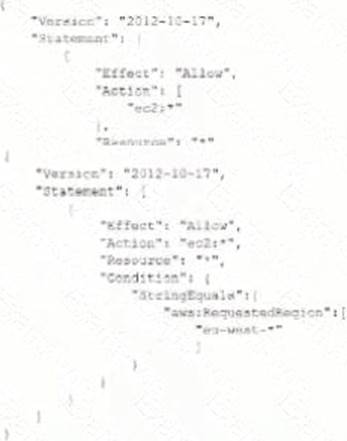 {
"Version": "2012-10-17",
"Statement": [
{
"Effect": "Allow",
"Action": [
"ec2:*"
],
"Resource": "*"
{
"Version": "2012-10-17",
"Statement": [
{
"Effect": "Allow",
"Action": "ec2:*",
"Resource": "*",
"Condition": {
"StringEquals":{
"aws:RequestedRegion":[
"eu-west-*"
]
}
}
}
]
}